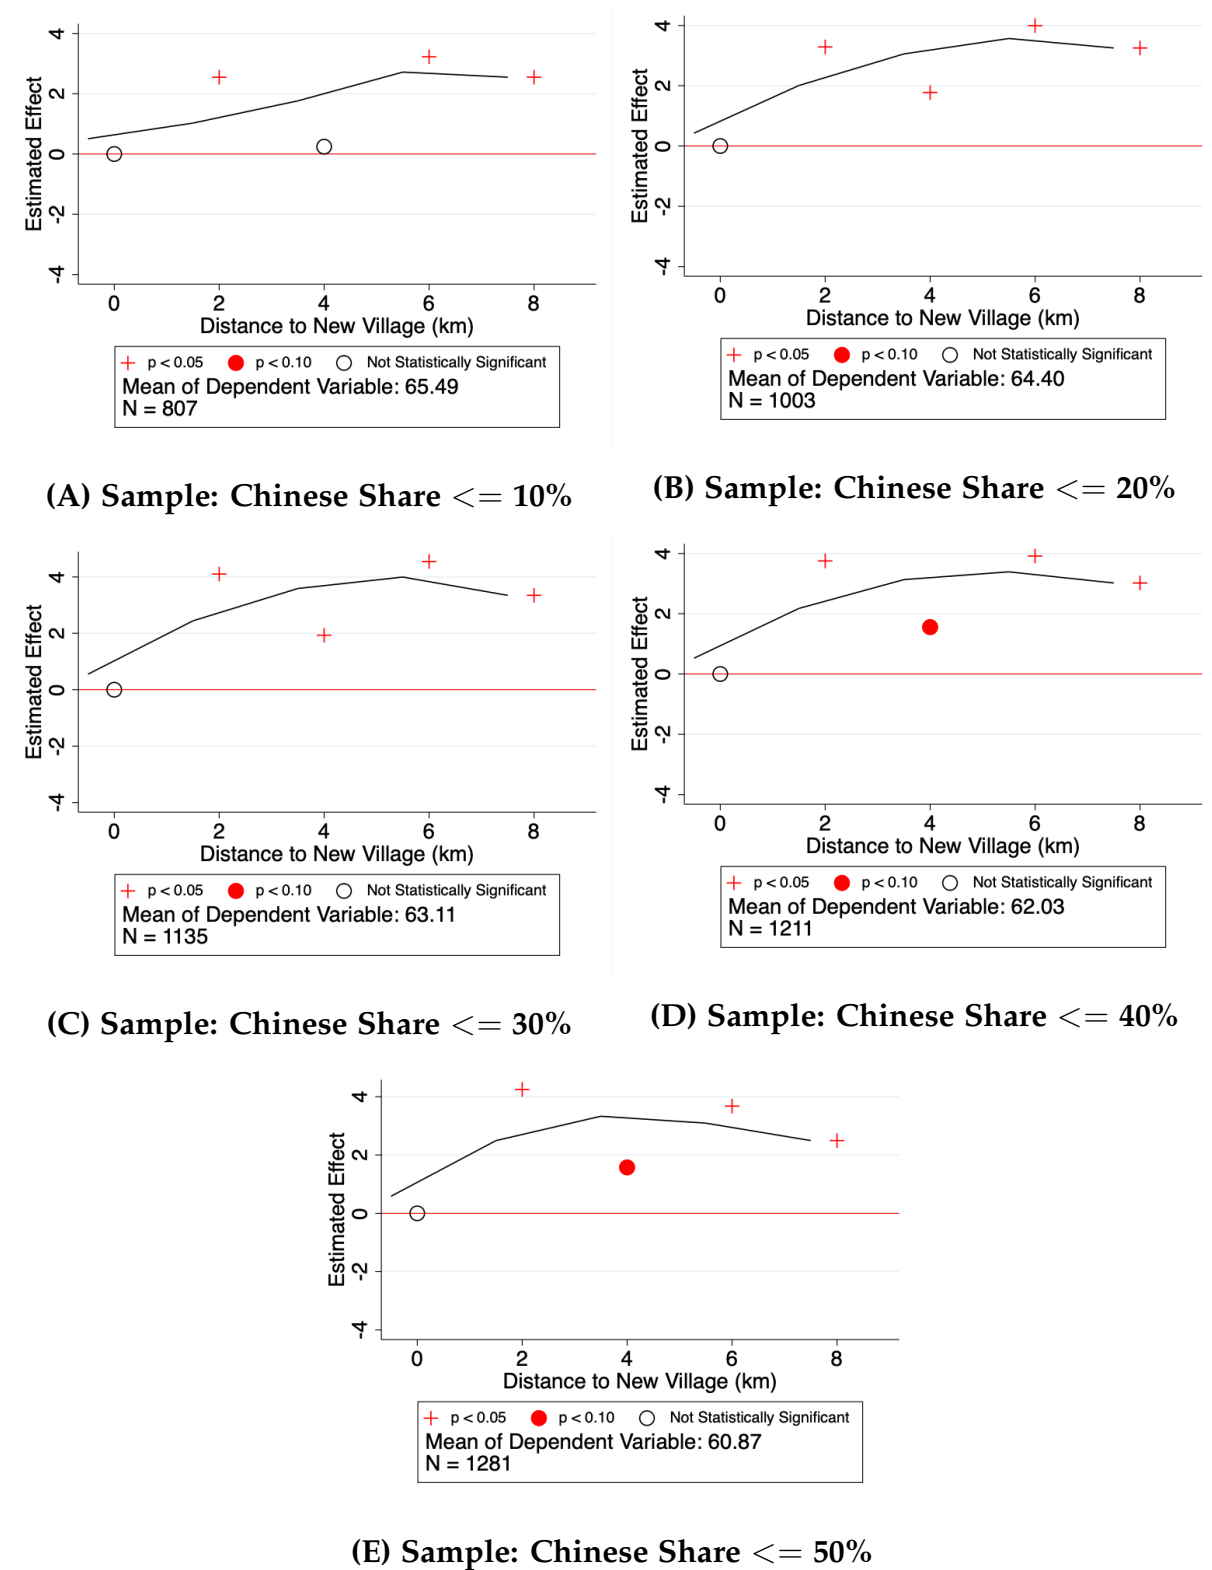 Estimated Effect
4
2
0
-2
-4
0 2 4 6 8
Distance to New Village (km)
p < 0.05 p < 0.10 Not Statistically Significant
Mean of Dependent Variable: 65.49
N = 807
(A) Sample: Chinese Share <= 10%
Estimated Effect
4
2
0
-2
-4
0 2 4 6 8
Distance to New Village (km)
p < 0.05 p < 0.10 Not Statistically Significant
Mean of Dependent Variable: 64.40
N = 1003
(B) Sample: Chinese Share <= 20%
Estimated Effect
4
2
0
-2
-4
0 2 4 6 8
Distance to New Village (km)
p < 0.05 p < 0.10 Not Statistically Significant
Mean of Dependent Variable: 63.11
N = 1135
(C) Sample: Chinese Share <= 30%
Estimated Effect
4
2
0
-2
-4
0 2 4 6 8
Distance to New Village (km)
p < 0.05 p < 0.10 Not Statistically Significant
Mean of Dependent Variable: 62.03
N = 1211
(D) Sample: Chinese Share <= 40%
Estimated Effect
4
2
0
-2
-4
0 2 4 6 8
Distance to New Village (km)
p < 0.05 p < 0.10 Not Statistically Significant
Mean of Dependent Variable: 60.87
N = 1281
(E) Sample: Chinese Share <= 50%